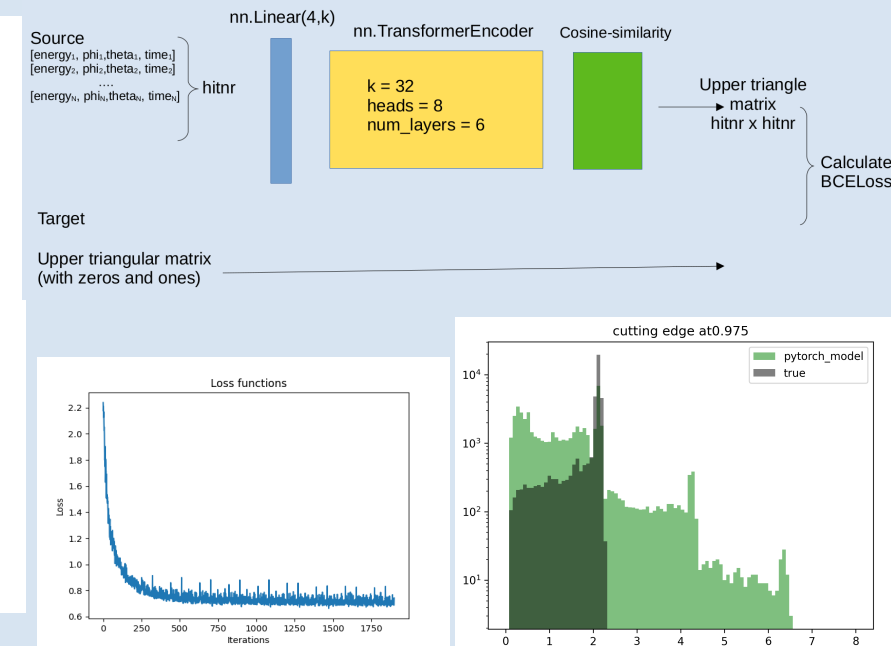 nn.Linear(4,k)
nn.TransformerEncoder
Cosine-similarity
Source
[energy₁, phi₁,theta₁, time₁]
[energy₂, phi₂,theta₂, time₂]
....
[energyN, phiN,thetaN, timeN]
hitnr
k = 32
heads = 8
num_layers = 6
Upper triangle
matrix
hitnr x hitnr
Calculate
BCELoss
Target
Upper triangular matrix
(with zeros and ones)
Loss functions
Loss
2.2
2.0
1.8
1.6
1.4
1.2
1.0
0.8
0.6
0 250 500 750 1000 1250 1500 1750
Iterations
cutting edge at0.975
pytorch_model
true
10⁴
10³
10²
10¹
0 1 2 3 4 5 6 7 8